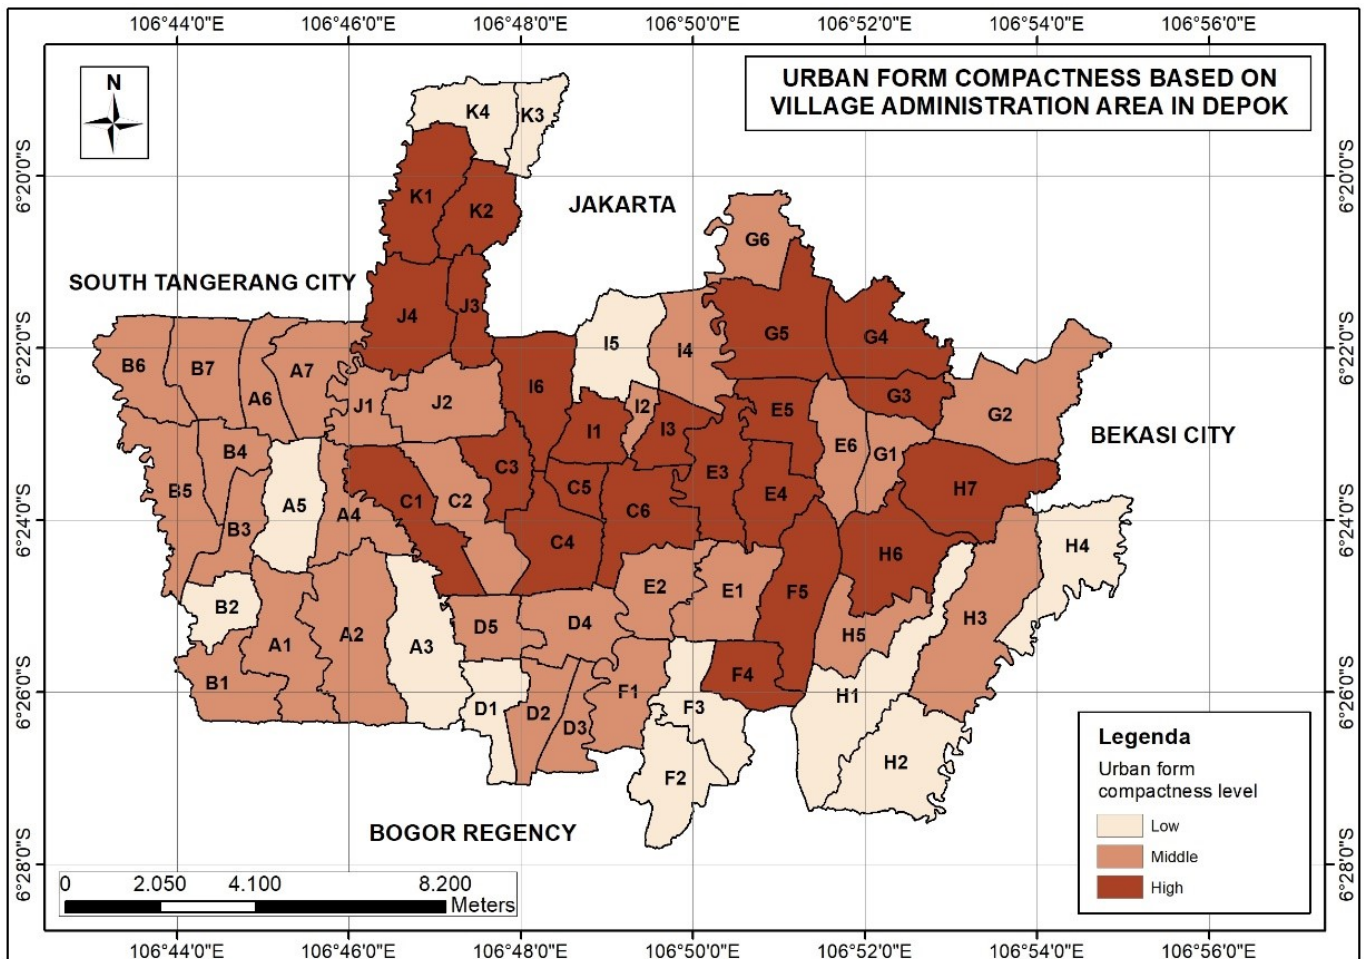 106°44'0"E 106°46'0"E 106°48'0"E 106°50'0"E 106°52'0"E 106°54'0"E 106°56'0"E
N
URBAN FORM COMPACTNESS BASED ON
VILLAGE ADMINISTRATION AREA IN DEPOK
K4 K3
6°20'0"S 6°20'0"S
K1 K2
JAKARTA
G6
SOUTH TANGERANG CITY
J4 J3
G5 G4
6°22'0"S 6°22'0"S
I5 I4
B6 B7 A7
A6 J1 J2 I6 I2 E5 G3 G2
I1 I3
BEKASI CITY
B4 E6 G1
C3 E3
B5 A5 C1 C2 C5 E4 H7
A4 C6
6°24'0"S 6°24'0"S
B3 C4 H6 H4
B2 E2 E1 F5
D5 D4 H5 H3
A1 A2 A3
B1 F1 F4 H1
6°26'0"S 6°26'0"S
D1 D2 D3 F3
F2 H2
Legenda
Urban form
compactness level
Low
Middle
High
BOGOR REGENCY
6°28'0"S 6°28'0"S
0 2.050 4.100 8.200
Meters
106°44'0"E 106°46'0"E 106°48'0"E 106°50'0"E 106°52'0"E 106°54'0"E 106°56'0"E